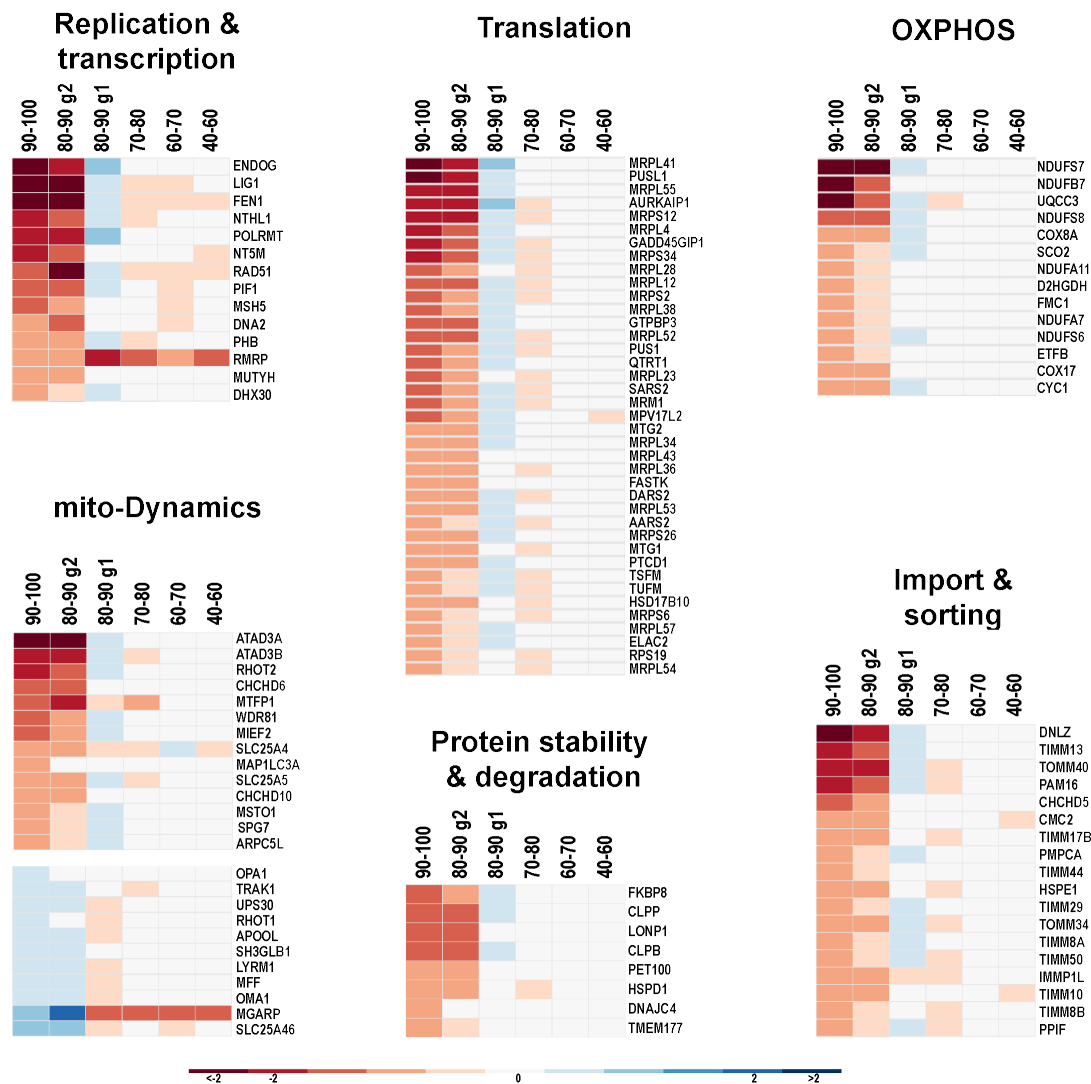 Replication &
transcription
90-100
80-90 g2
80-90 g1
70-80
60-70
40-60
ENDOG
LIG1
FEN1
NTHL1
POLRMT
NT5M
RAD51
PIF1
MSH5
DNA2
PHB
RMRP
MUTYH
DHX30
Translation
90-100
80-90 g2
80-90 g1
70-80
60-70
40-60
MRPL41
PUSL1
MRPL55
AURKAIP1
MRPS12
MRPL4
GADD45GIP1
MRPS34
MRPL28
MRPL12
MRPS2
MRPL38
GTPBP3
MRPL52
PUS1
QTRT1
MRPL23
SARS2
MRM1
MPV17L2
MTG2
MRPL34
MRPL43
MRPL36
FASTK
DARS2
MRPL53
AARS2
MRPS26
MTG1
PTCD1
TSFM
TUFM
HSD17B10
MRPS6
MRPL57
ELAC2
RPS19
MRPL54
OXPHOS
90-100
80-90 g2
80-90 g1
70-80
60-70
40-60
NDUFS7
NDUFB7
UQCC3
NDUFS8
COX8A
SCO2
NDUFA11
D2HGDH
FMC1
NDUFA7
NDUFS6
ETFB
COX17
CYC1
mito-Dynamics
90-100
80-90 g2
80-90 g1
70-80
60-70
40-60
ATAD3A
ATAD3B
RHOT2
CHCHD6
MTFP1
WDR81
MIEF2
SLC25A4
MAP1LC3A
SLC25A5
CHCHD10
MSTO1
SPG7
ARPC5L
OPA1
TRAK1
UPS30
RHOT1
APOOL
SH3GLB1
LYRM1
MFF
OMA1
MGARP
SLC25A46
Protein stability
& degradation
90-100
80-90 g2
80-90 g1
70-80
60-70
40-60
FKBP8
CLPP
LONP1
CLPB
PET100
HSPD1
DNAJC4
TMEM177
Import &
sorting
90-100
80-90 g2
80-90 g1
70-80
60-70
40-60
DNLZ
TIMM13
TOMM40
PAM16
CHCHD5
CMC2
TIMM17B
PMPCA
TIMM44
HSPE1
TIMM29
TOMM34
TIMM8A
TIMM50
IMMP1L
TIMM10
TIMM8B
PPIF
<-2 -2 0 2 >2